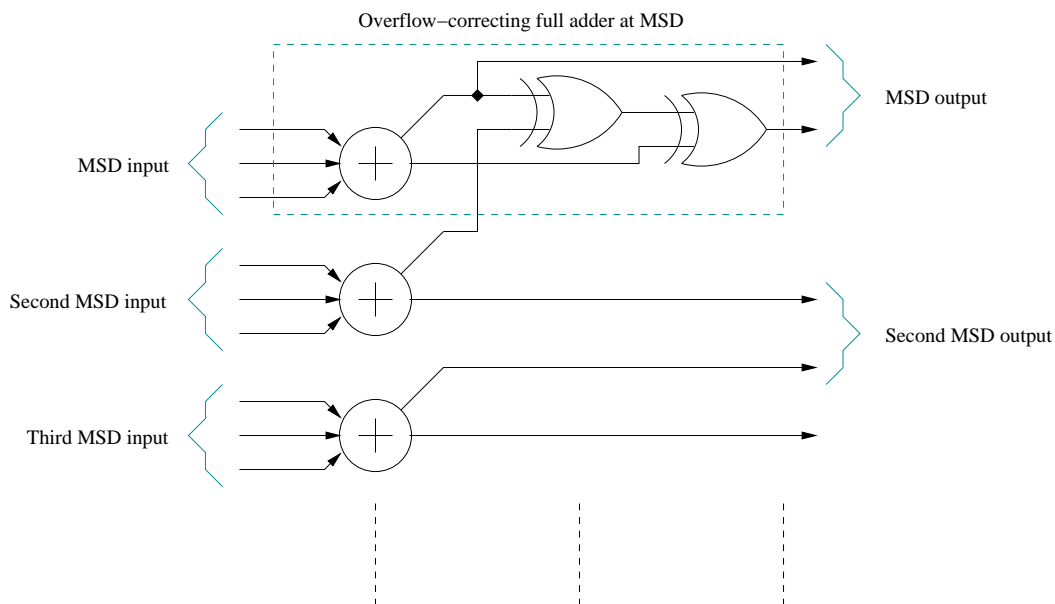 Overflow−correcting full adder at MSD
MSD output
MSD input
Second MSD input
Second MSD output
Third MSD input